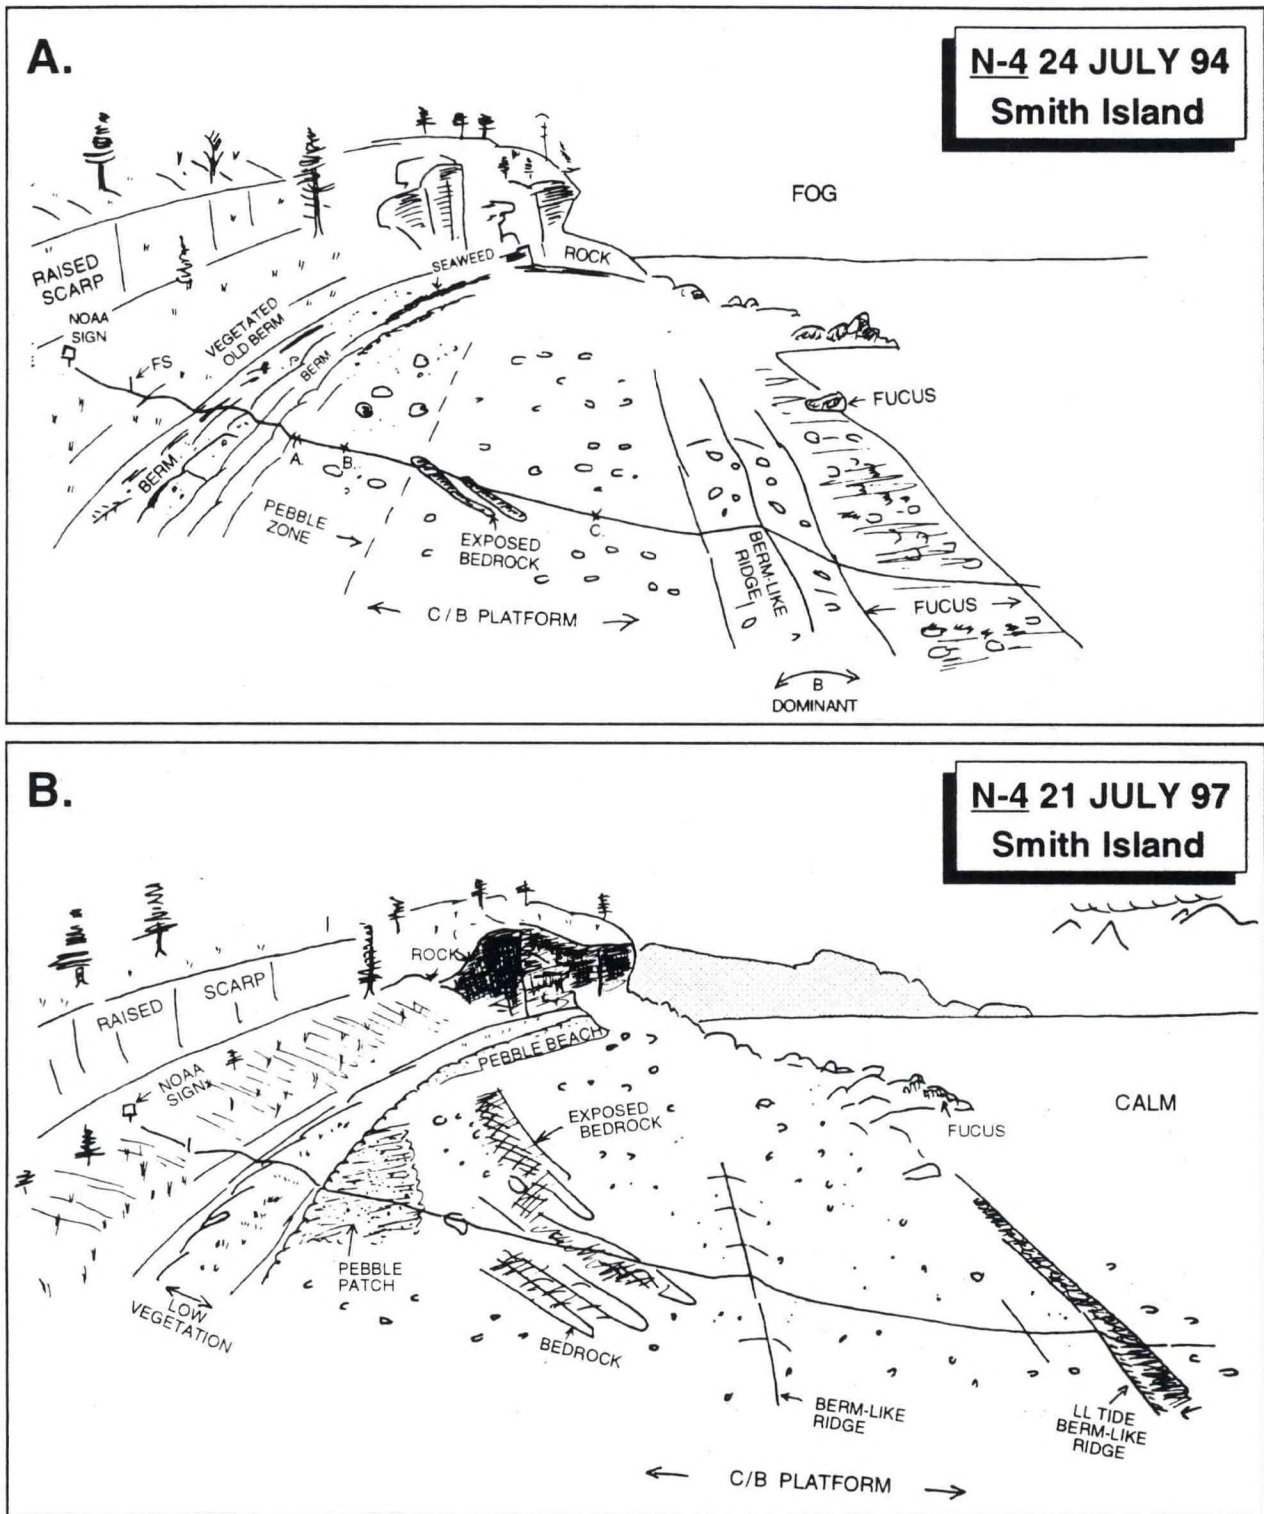 A.
N-4 24 JULY 94
Smith Island
FOG
RAISED
SCARP
NOAA
SIGN
FS
VEGETATED
OLD BERM
SEAWEED
ROCK
BERM
BERM
A.
B.
C.
PEBBLE
ZONE
EXPOSED
BEDROCK
BERM-LIKE
RIDGE
FUCUS
FUCUS
C/B PLATFORM
B
DOMINANT
B.
N-4 21 JULY 97
Smith Island
ROCK
RAISED
SCARP
NOAA
SIGN
PEBBLE BEACH
EXPOSED
BEDROCK
FUCUS
CALM
PEBBLE
PATCH
LOW
VEGETATION
BEDROCK
BERM-LIKE
RIDGE
LL TIDE
BERM-LIKE
RIDGE
C/B PLATFORM